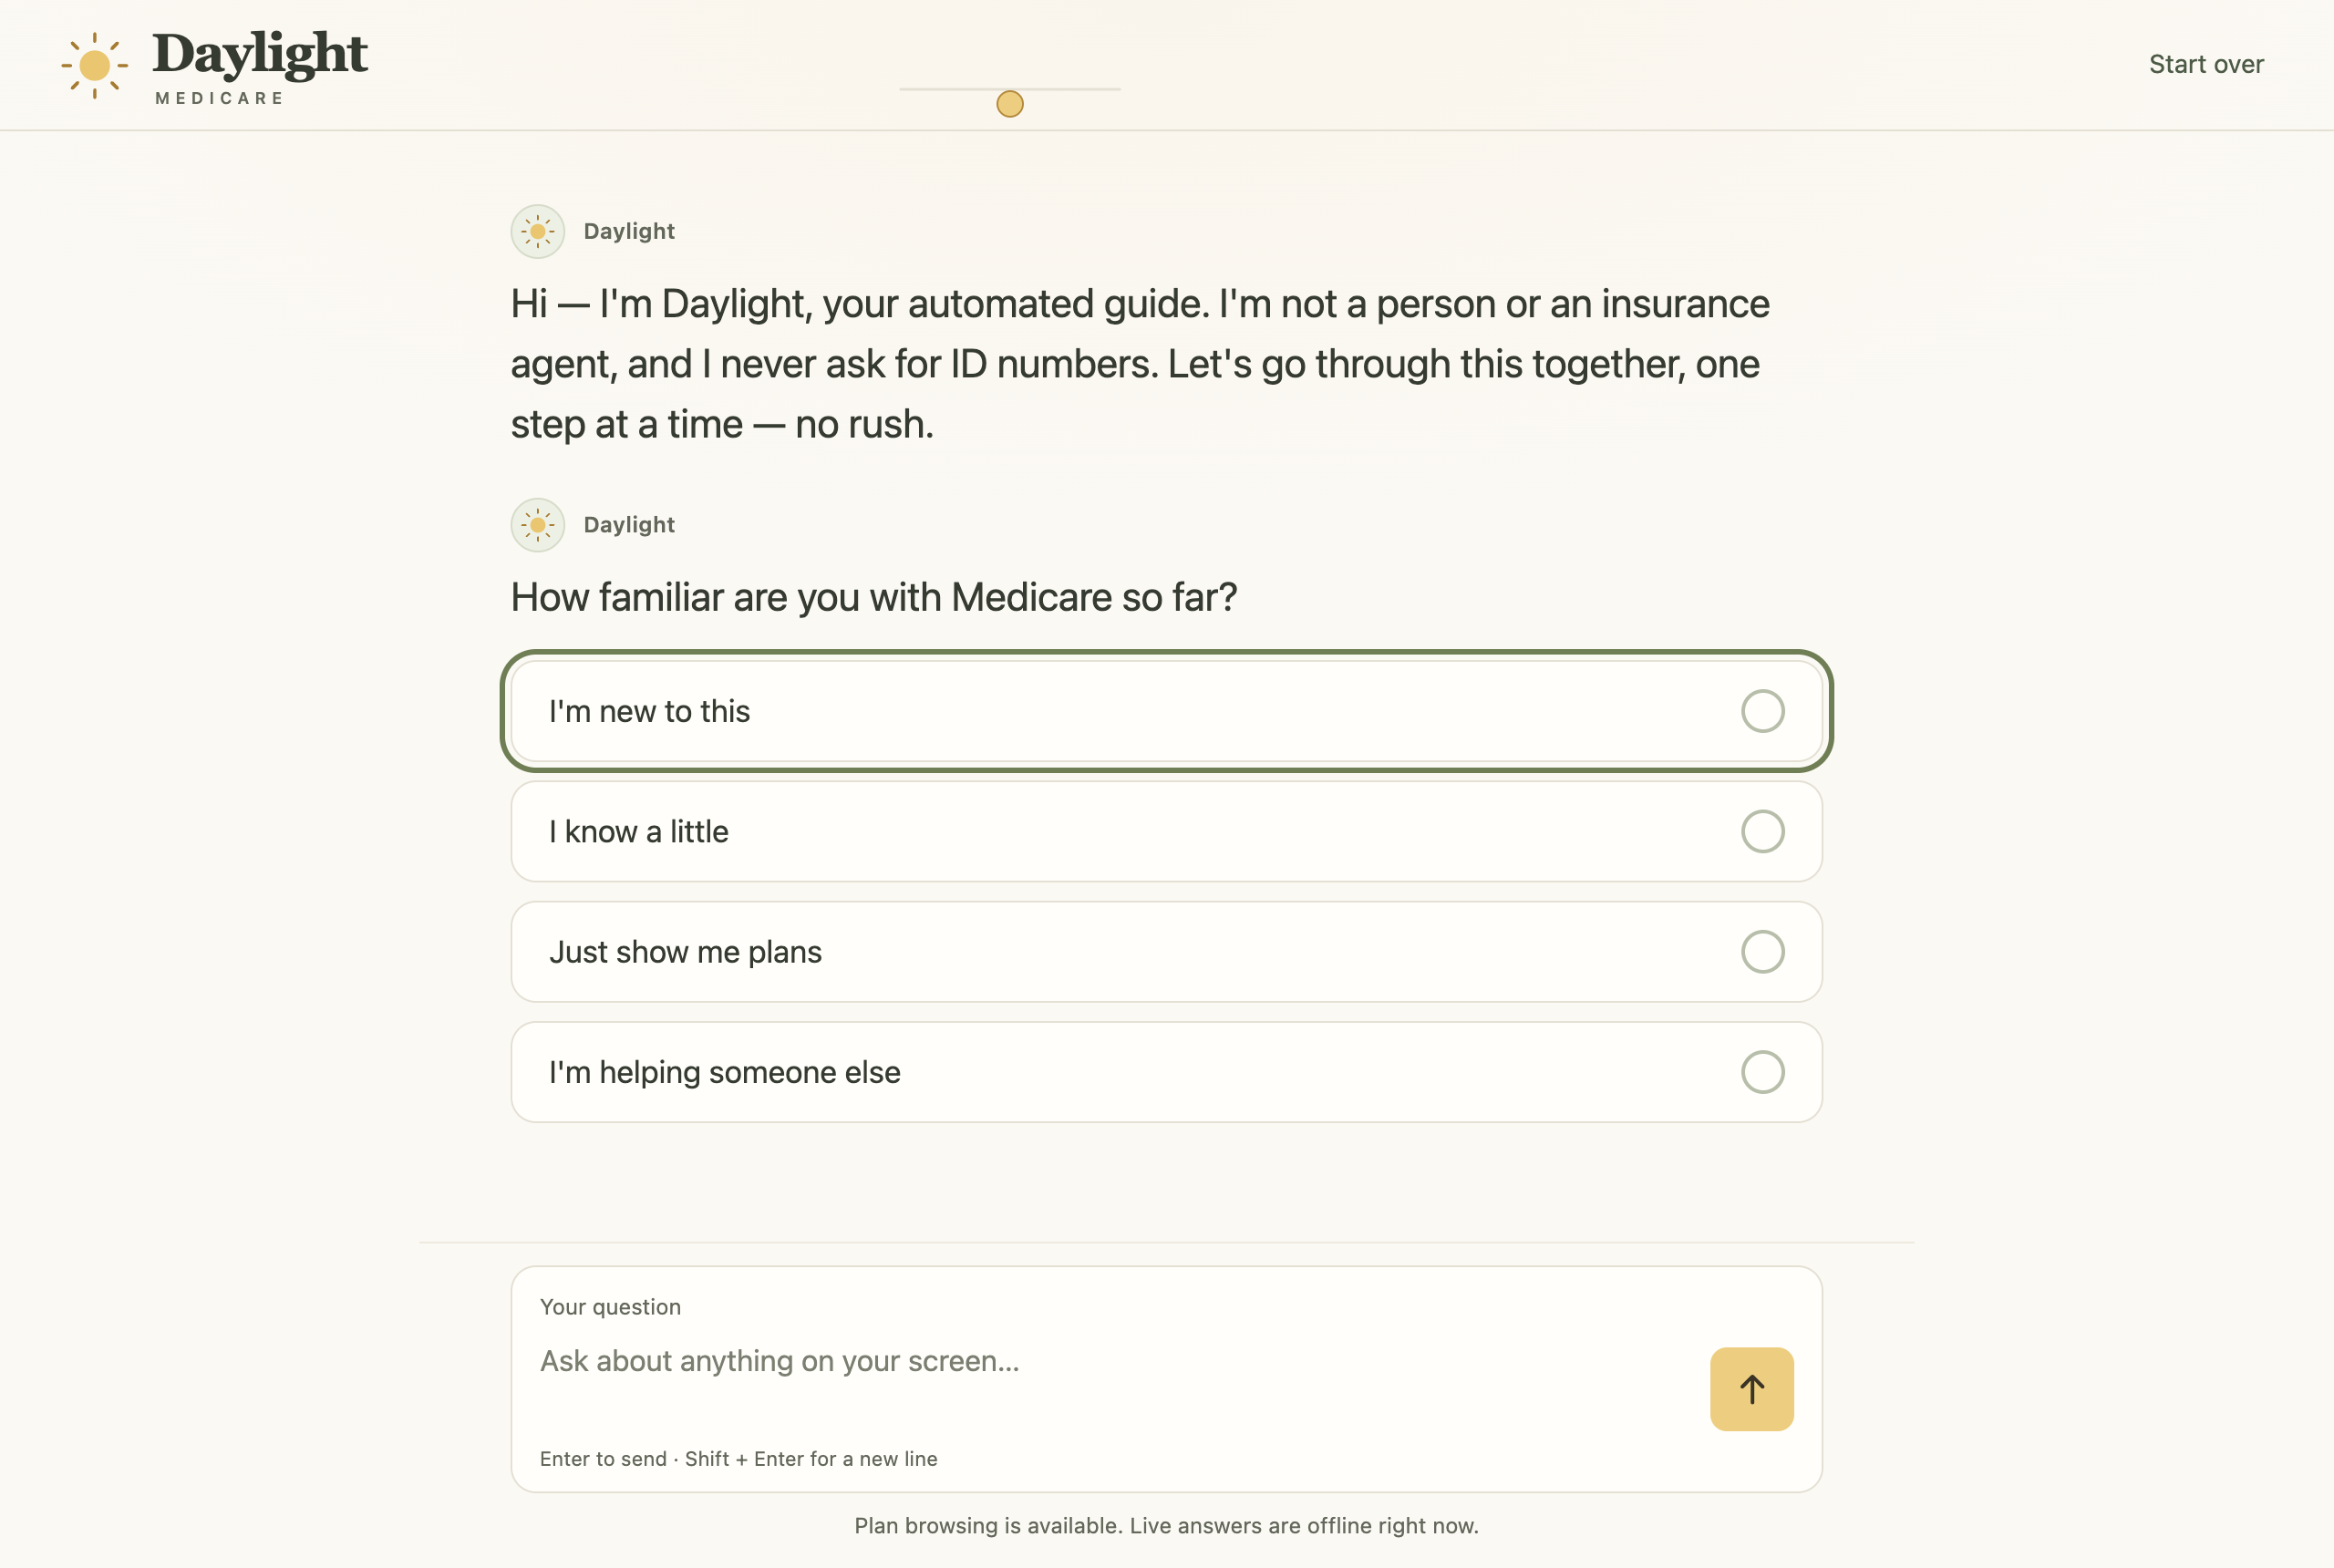 Daylight
MEDICARE
Start over
Daylight
Hi — I'm Daylight, your automated guide. I'm not a person or an insurance
agent, and I never ask for ID numbers. Let's go through this together, one
step at a time — no rush.
Daylight
How familiar are you with Medicare so far?
I'm new to this
I know a little
Just show me plans
I'm helping someone else
Your question
Ask about anything on your screen...
Enter to send · Shift + Enter for a new line
Plan browsing is available. Live answers are offline right now.